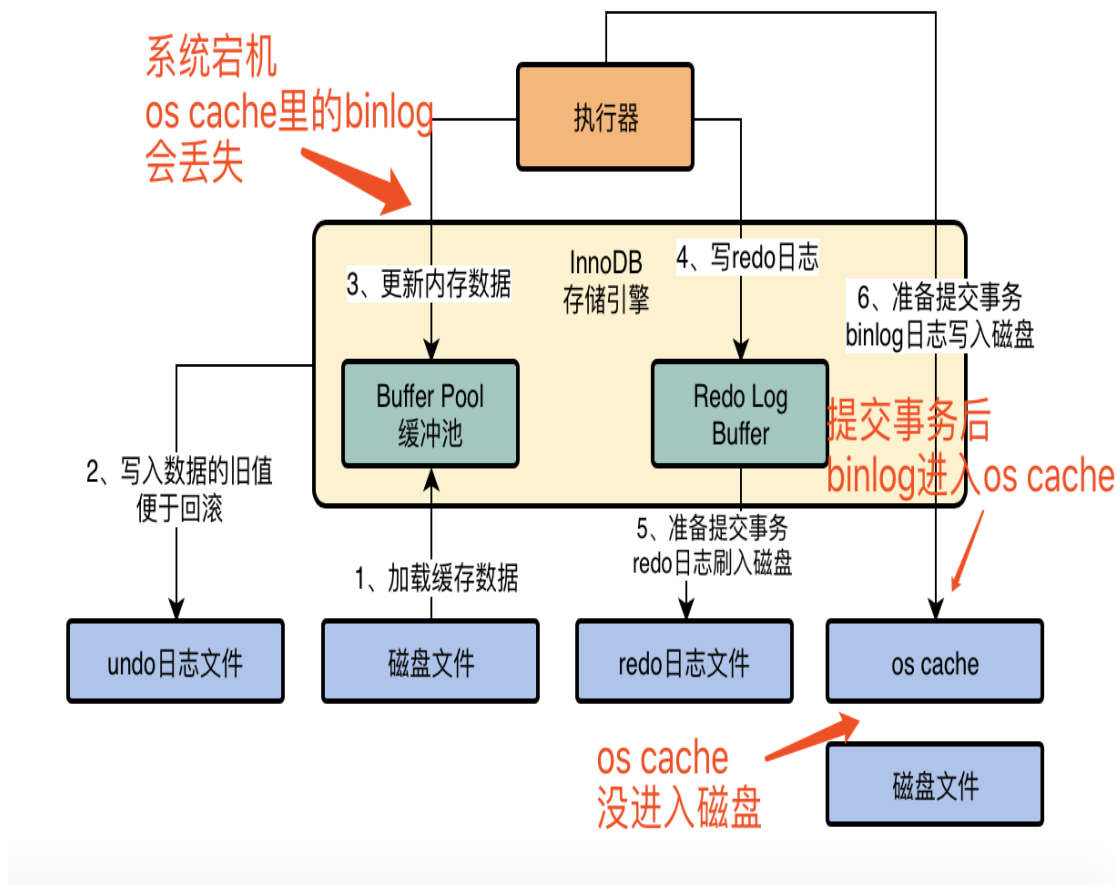 系统宕机
os cache里的binlog
会丢失
执行器
InnoDB
存储引擎
3、更新内存数据
4、写redo日志
6、准备提交事务
binlog日志写入磁盘
Buffer Pool
缓冲池
Redo Log
Buffer
提交事务后
binlog进入os cache
2、写入数据的旧值
便于回滚
5、准备提交事务
redo日志刷入磁盘
1、加载缓存数据
undo日志文件
磁盘文件
redo日志文件
os cache
os cache
没进入磁盘
磁盘文件